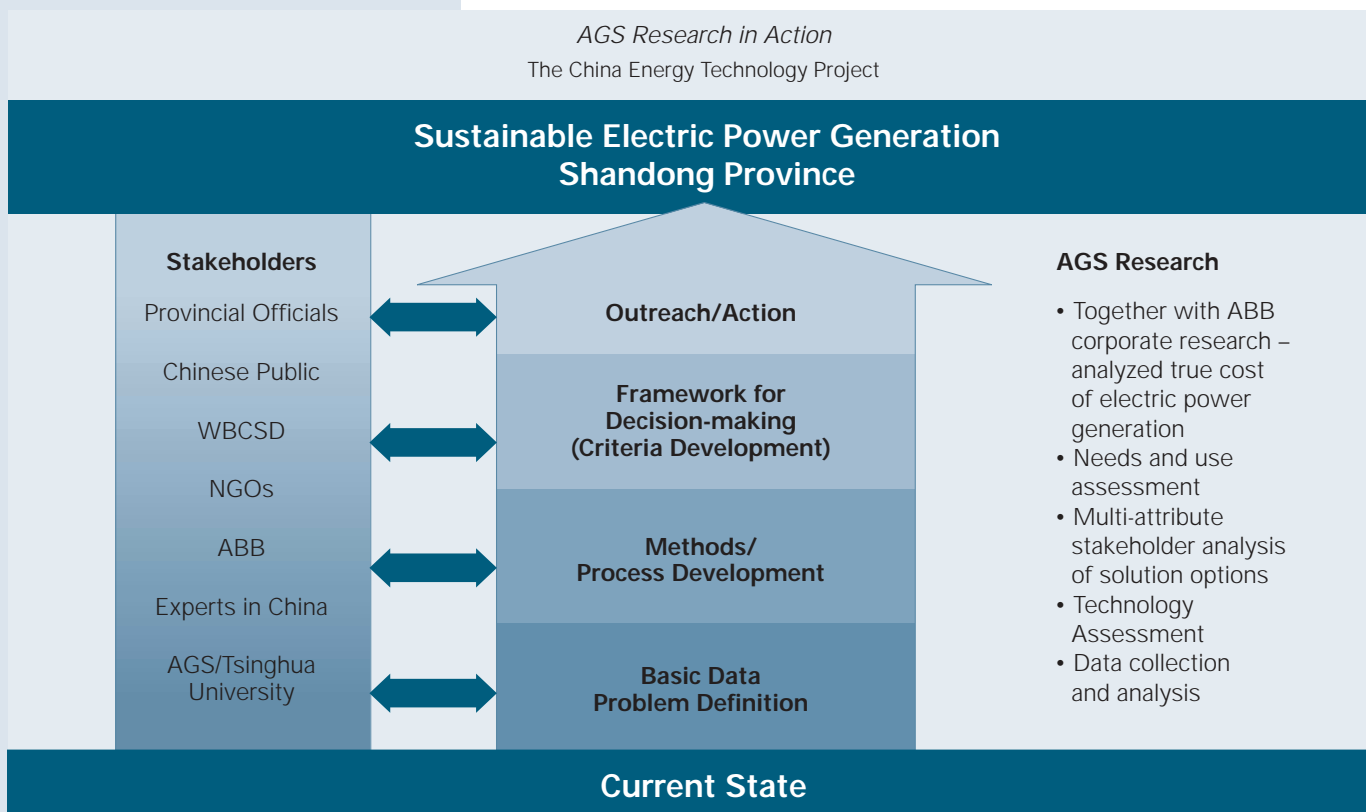 AGS Research in Action
The China Energy Technology Project
Sustainable Electric Power Generation
Shandong Province
Stakeholders
Provincial Officials
Chinese Public
WBCSD
NGOs
ABB
Experts in China
AGS/Tsinghua
University
Outreach/Action
Framework for
Decision-making
(Criteria Development)
Methods/
Process Development
Basic Data
Problem Definition
AGS Research
• Together with ABB
corporate research –
analyzed true cost
of electric power
generation
• Needs and use
assessment
• Multi-attribute
stakeholder analysis
of solution options
• Technology
Assessment
• Data collection
and analysis
Current State